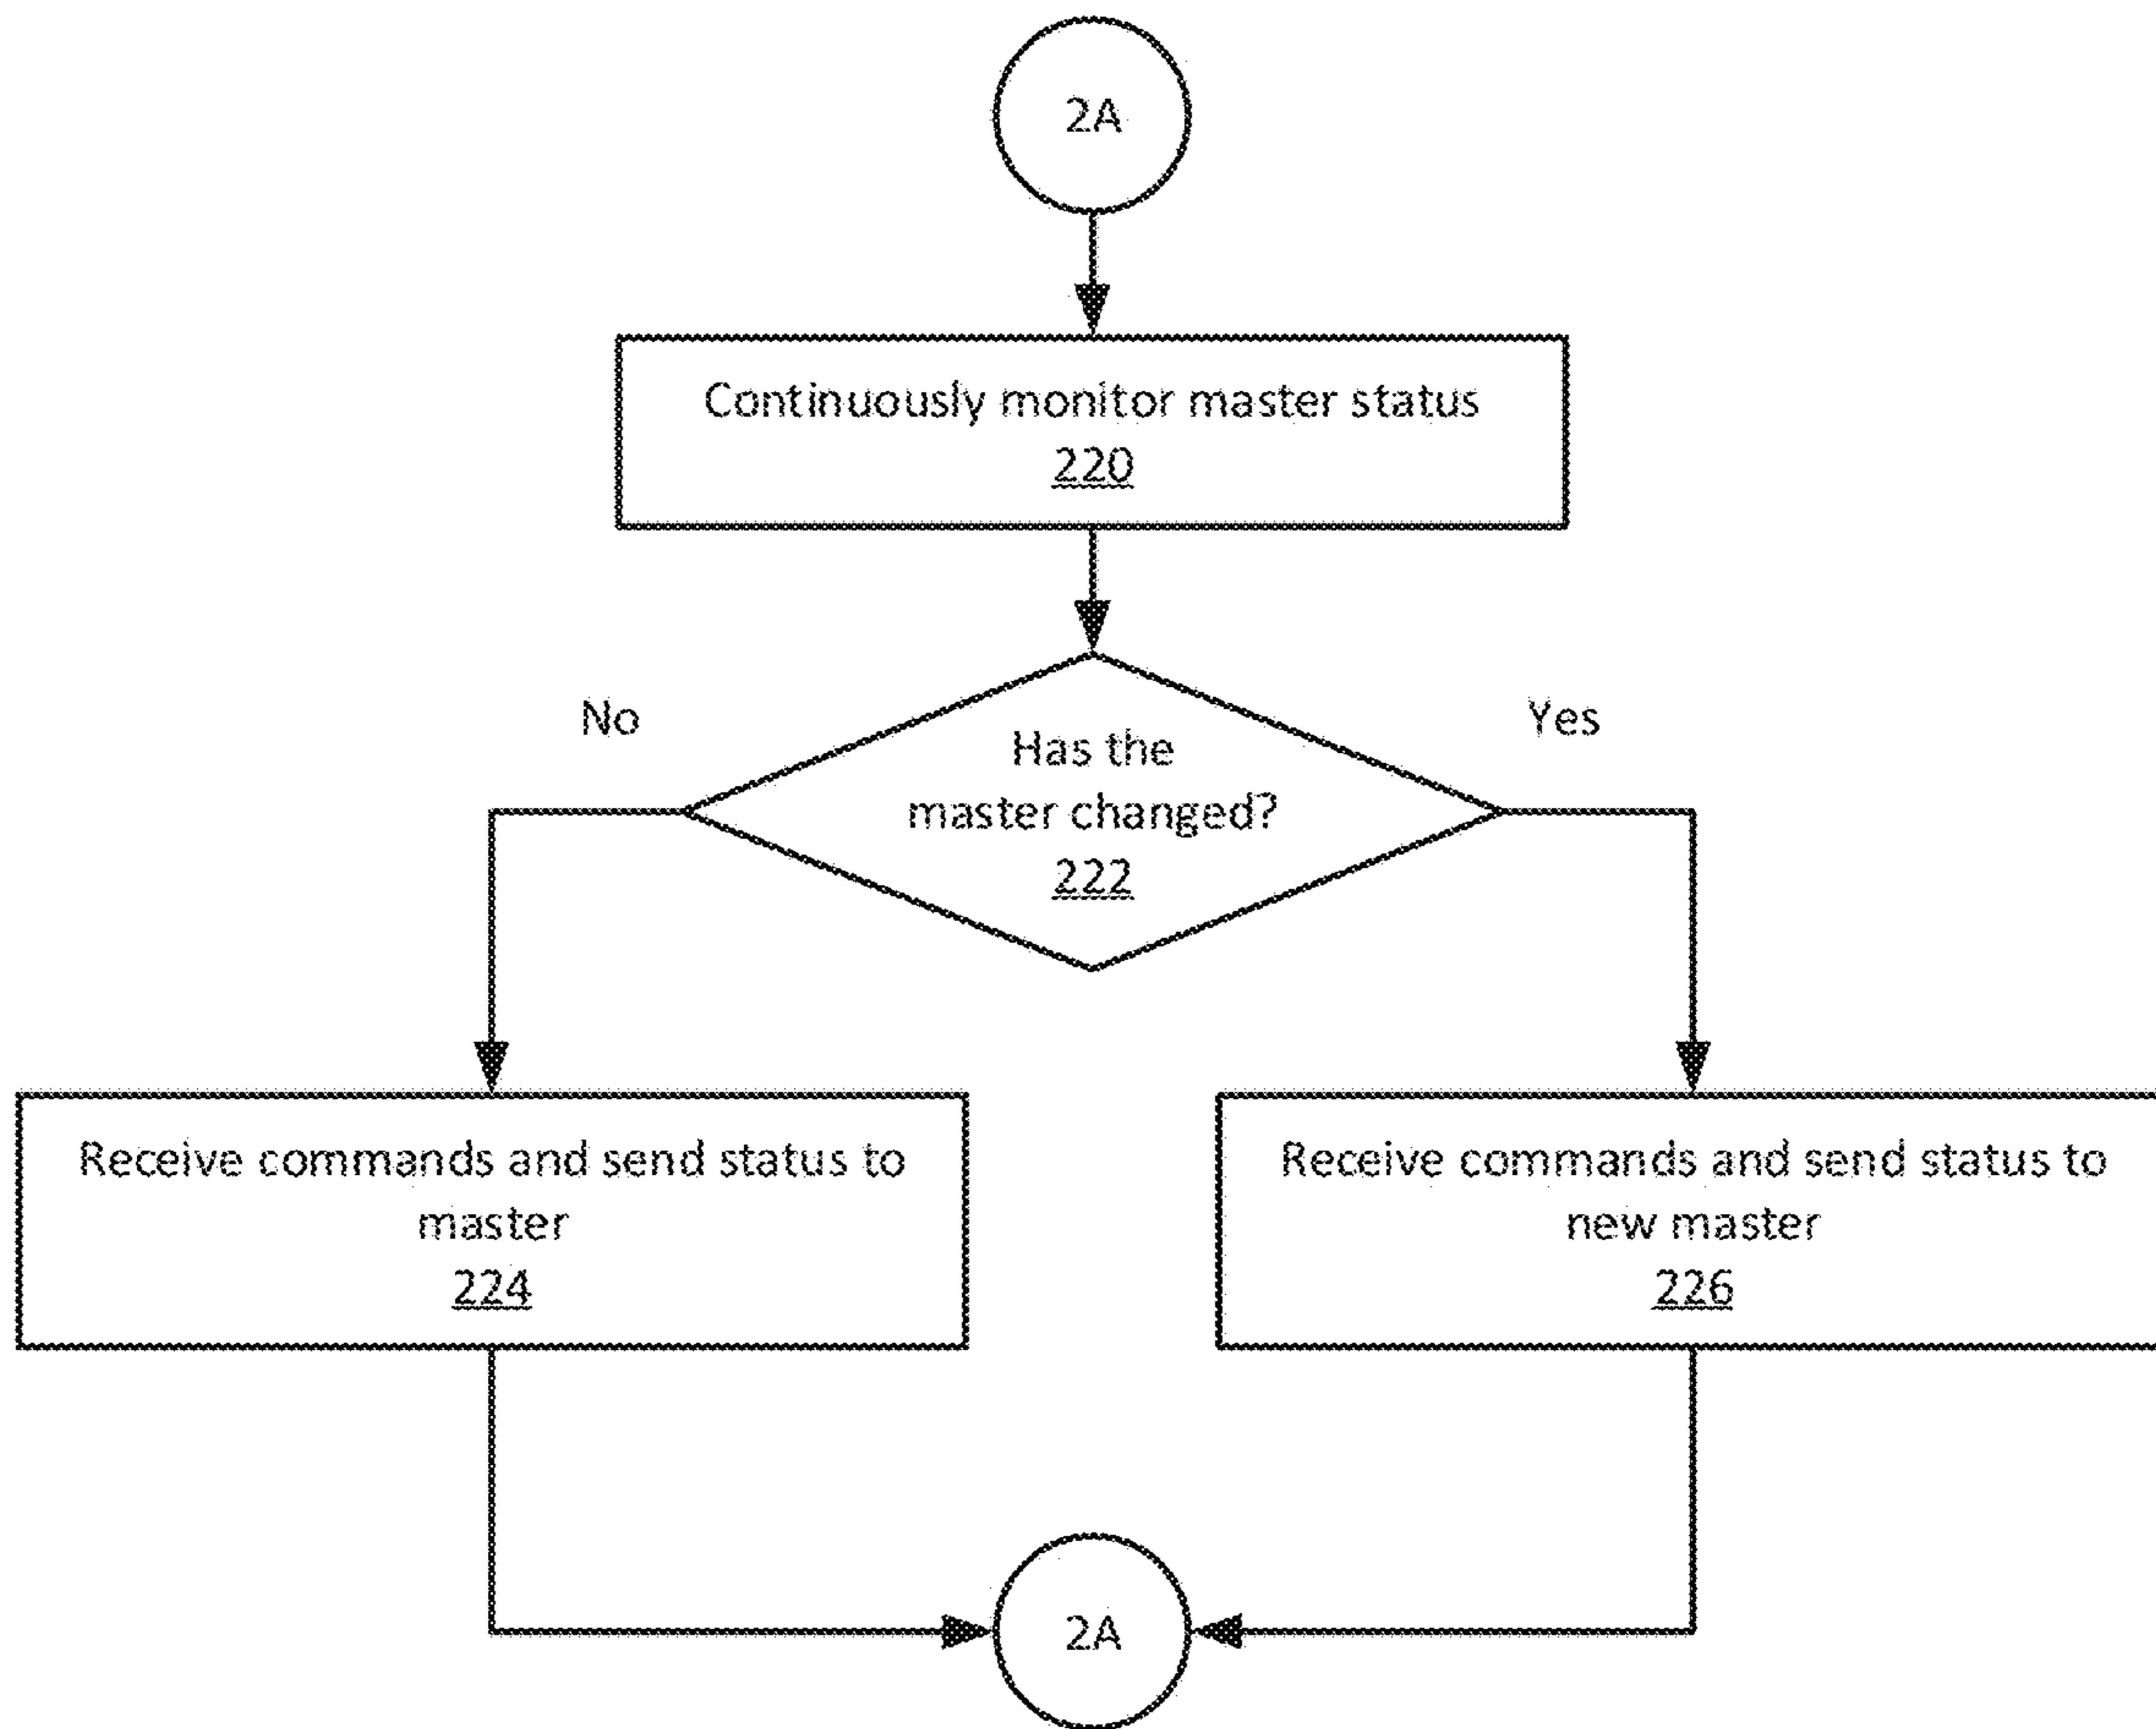 2A
Continuously monitor master status
220
No
Yes
Has the
master changed?
222
Receive commands and send status to
master
224
Receive commands and send status to
new master
226
2A